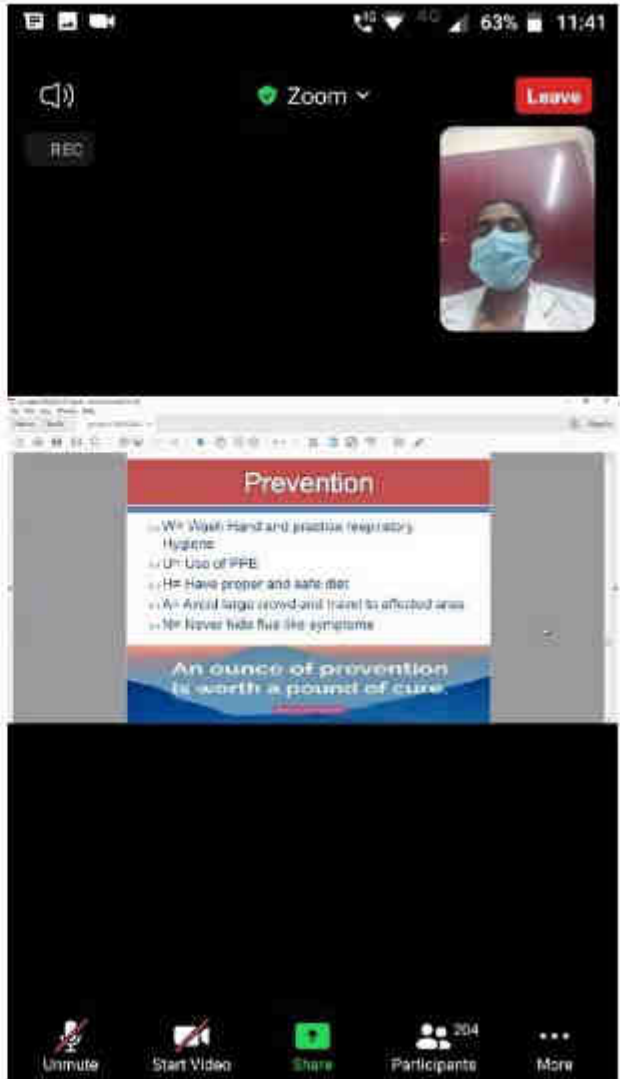 4G 4G 63% 11:41
Zoom Leave
REC
Prevention
W= Wash Hand and practice respiratory
Hygiene
U= Use of PPE
H= Have proper and safe diet
A= Avoid large crowd and travel to affected area
N= Never hide flue like symptoms
An ounce of prevention
is worth a pound of cure.
204
Unmute Start Video Share Participants More